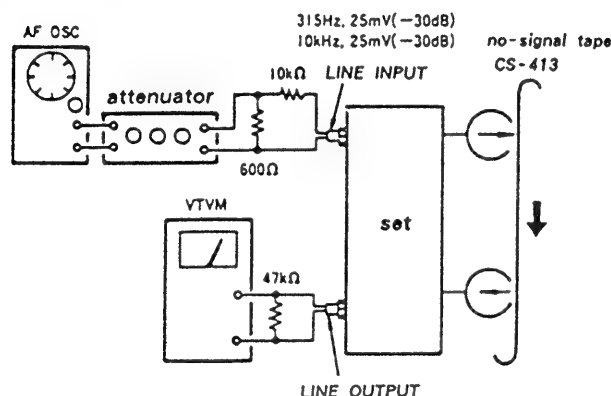 315Hz, 25mV(−30dB)
10kHz, 25mV(−30dB)
AF OSC
no-signal tape
CS-413
attenuator
10kΩ
LINE INPUT
600Ω
VTVM
set
47kΩ
LINE OUTPUT